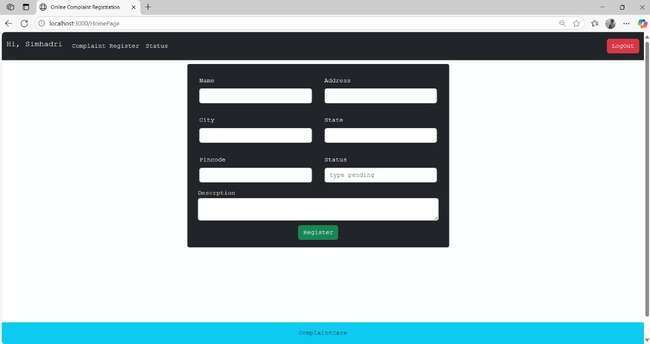 Online Complaint Registration
localhost:3000/HomePage
Hi, Simhadri Complaint Register Status LogOut
Name Address
City State
Pincode Status
type pending
Descrption
Register
ComplaintCare